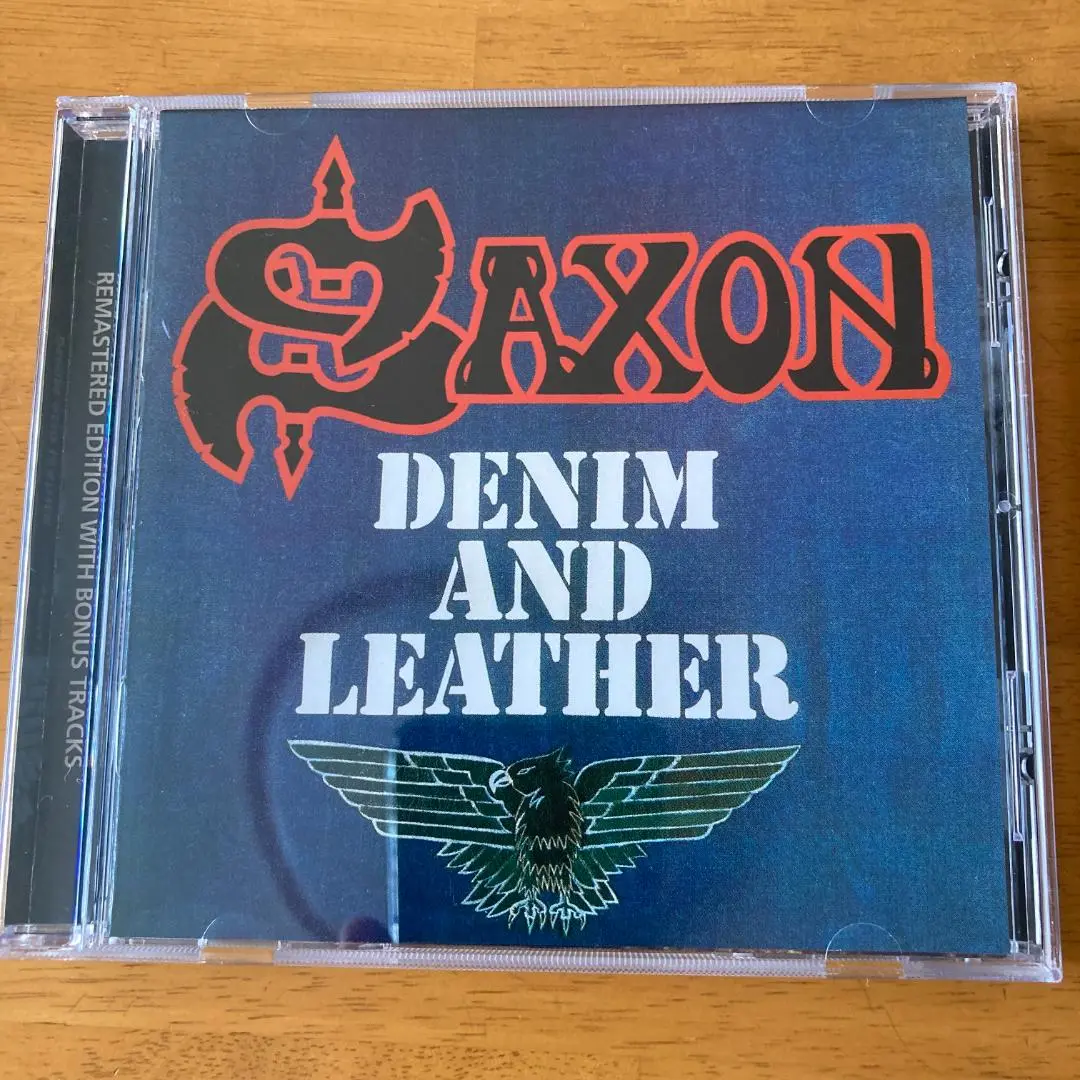 SAXON
DENIM
AND
LEATHER
REMASTERED EDITION WITH BONUS TRACKS